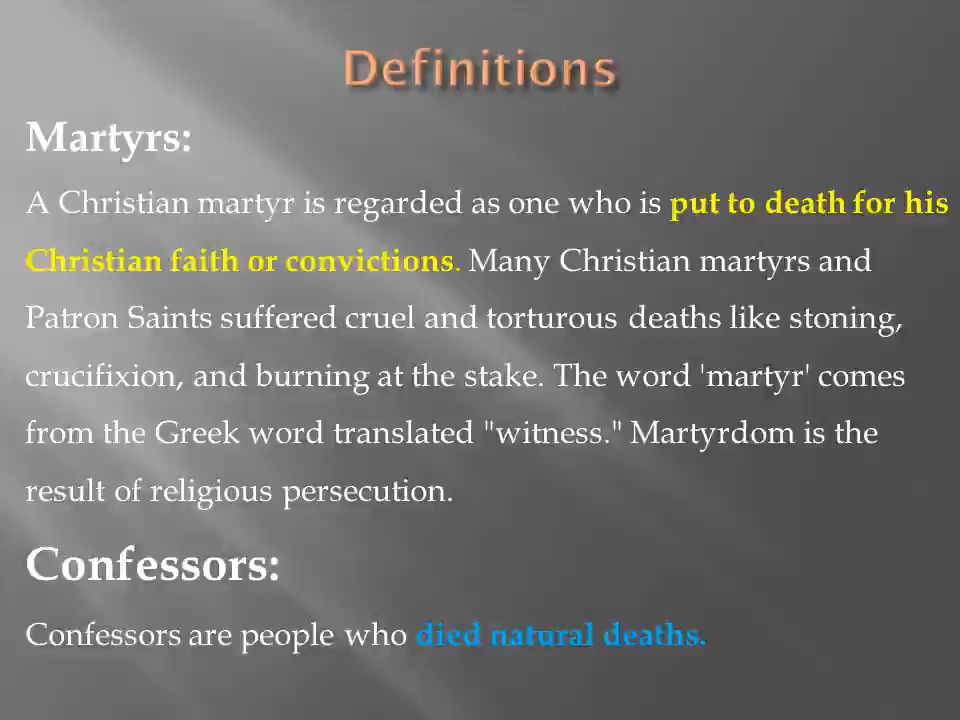 Definitions
Martyrs:
A Christian martyr is regarded as one who is put to death for his
Christian faith or convictions. Many Christian martyrs and
Patron Saints suffered cruel and torturous deaths like stoning,
crucifixion, and burning at the stake. The word 'martyr' comes
from the Greek word translated "witness." Martyrdom is the
result of religious persecution.
Confessors:
Confessors are people who died natural deaths.